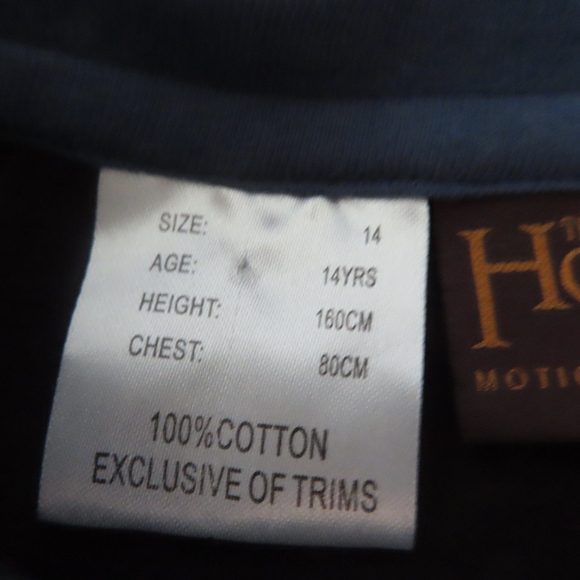 SIZE: 14
AGE: 14YRS
HEIGHT: 160CM
CHEST: 80CM
100%COTTON
EXCLUSIVE OF TRIMS